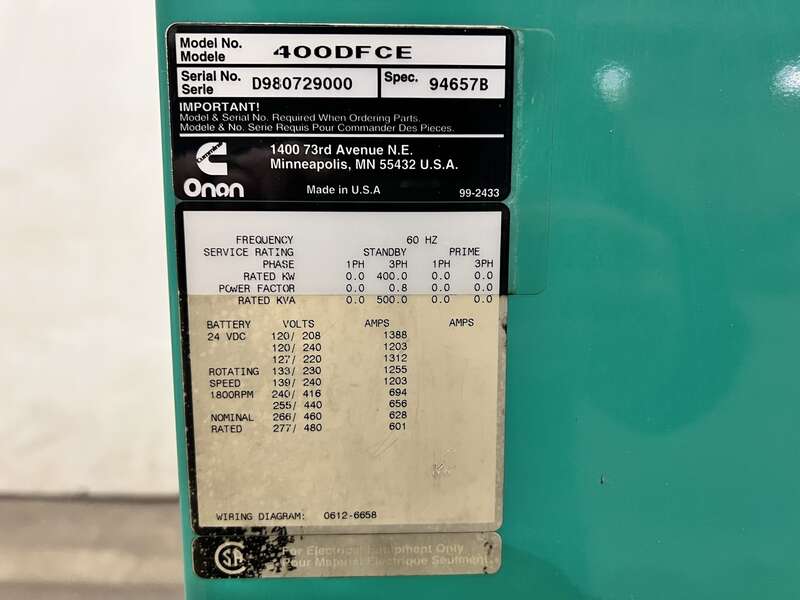 Model No. 400DFCE
Modele
Serial No. D980729000 Spec. 94657B
Serie
IMPORTANT!
Model & Serial No. Required When Ordering Parts.
Modele & No. Serie Requis Pour Commander Des Pieces.
Cummins
1400 73rd Avenue N.E.
Minneapolis, MN 55432 U.S.A.
Onan Made in U.S.A 99-2433
FREQUENCY 60 HZ
SERVICE RATING STANDBY PRIME
PHASE 1PH 3PH 1PH 3PH
RATED KW 0.0 400.0 0.0 0.0
POWER FACTOR 0.0 0.8 0.0 0.0
RATED KVA 0.0 500.0 0.0 0.0
BATTERY VOLTS AMPS AMPS
24 VDC 120/ 208 1388
120/ 240 1203
127/ 220 1312
ROTATING 133/ 230 1255
SPEED 139/ 240 1203
1800RPM 240/ 416 694
255/ 440 656
NOMINAL 266/ 460 628
RATED 277/ 480 601
WIRING DIAGRAM: 0612-6658
CSA For Electrical Equipment Only
Pour Materiel Electrique Seulment